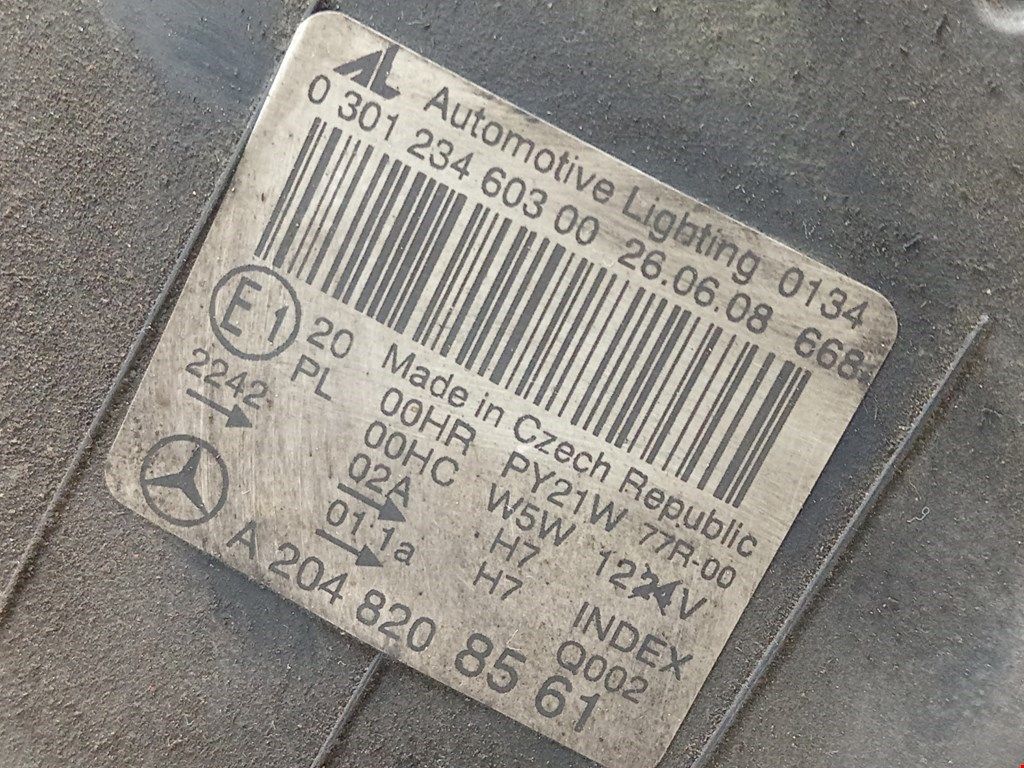 AL Automotive Lighting 0134
0 301 234 603 00 26.06.08 668
E1 20 Made in Czech Republic
PL 00HR PY21W 77R-00
2242 00HC W5W 1224V
02A H7 INDEX
01 1a H7 Q002
A 204 820 85 61